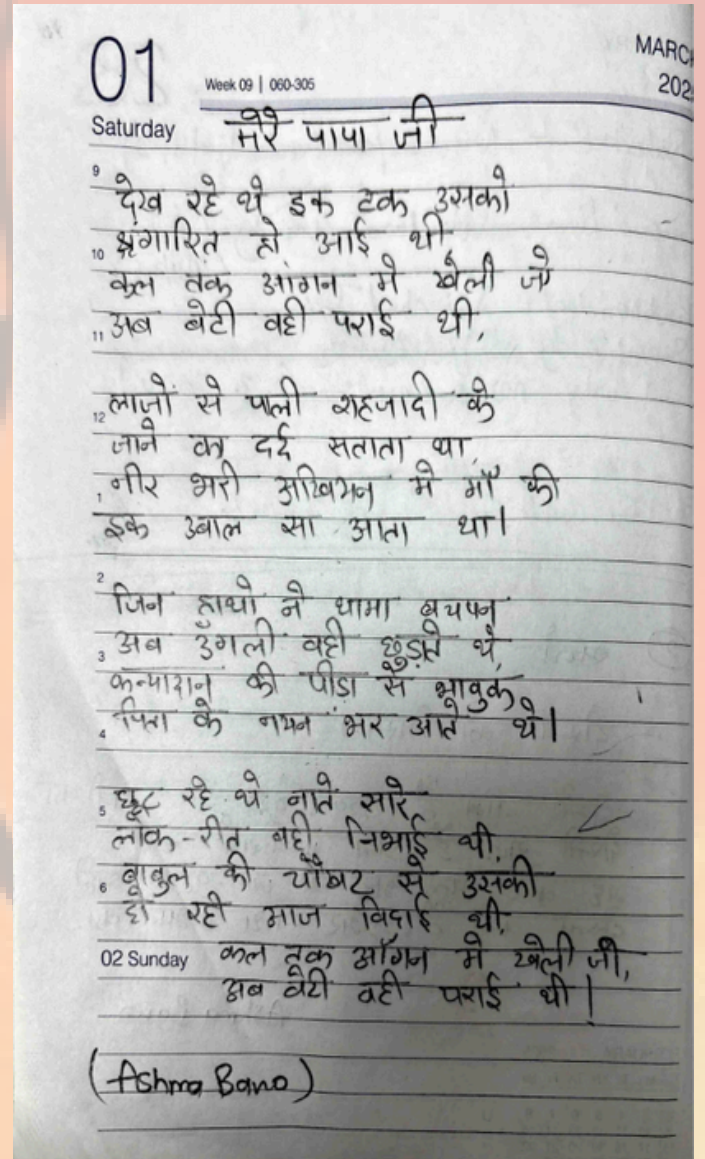 01
MARCH
202
Week 09 | 060-305
Saturday
मेरे पापा जी
9
देख रहे थे इक टक उसको
श्रृंगारित हो आई थी
10
कल तक आंगन मे खेली जो
अब बेटी वही पराई थी,
11
लाजों से पाली शहजादी के
12
जाने का दर्द सताता था,
नीर भरी अखियन मे माँ की
1
इक उबाल सा आता था।
2
जिन हाथो ने थामा बचपन
अब उँगली वही छुड़ाते थे,
3
कन्यादान की पीडा से भावुक
पिता के नयन भर आते थे।
4
छूट रहे थे नाते सारे
5
लोक-रीत वही निभाई थी,
बाबुल की चौखट से उसकी
6
हो रही आज विदाई थी,
02 Sunday
कल तक आँगन मे खेली जो,
अब बेटी वही पराई थी।
(Ashma Bano)